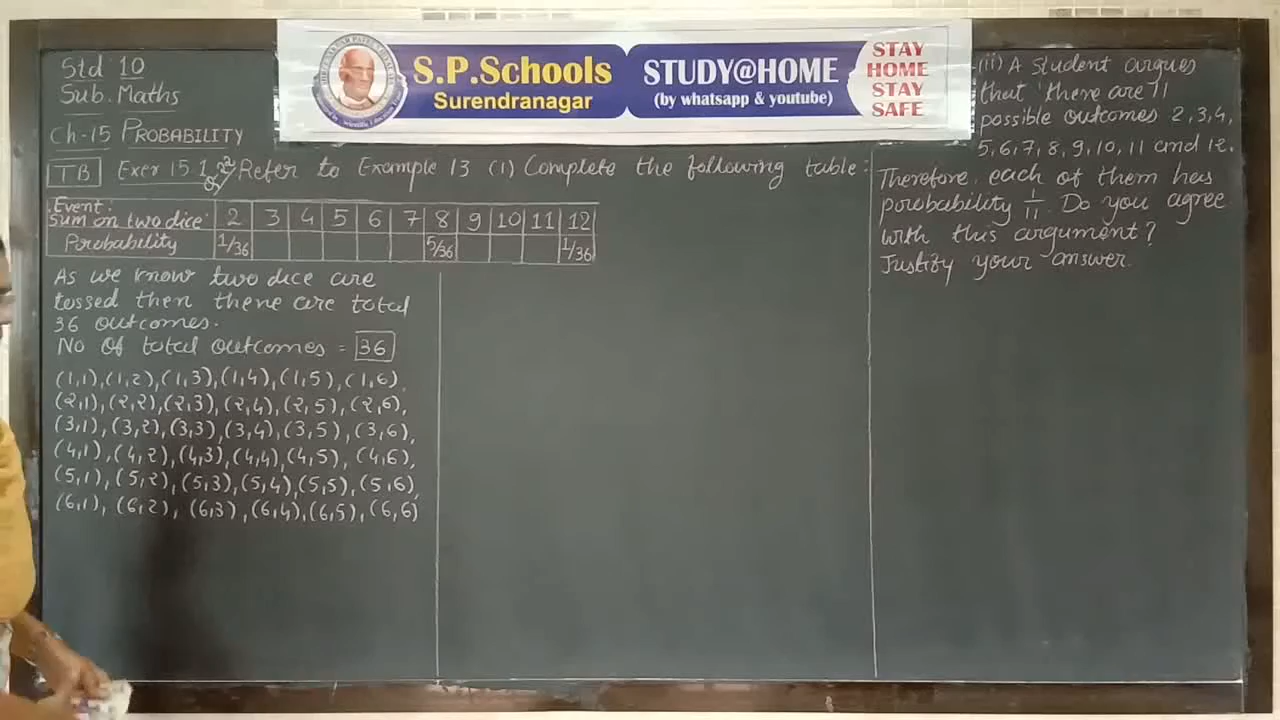 Std 10
Sub. Maths
Ch-15 PROBABILITY
S.P.Schools
Surendranagar
STUDY@HOME
(by whatsapp & youtube)
STAY
HOME
STAY
SAFE
TB Exer 15.1 Refer to Example 13 (i) Complete the following table:
Event:
Sum on two dice: 2 3 4 5 6 7 8 9 10 11 12
Probability 1/36 5/36 1/36
As we know two dice are
tossed then there are total
36 outcomes.
No of total outcomes = 36
(1,1), (1,2), (1,3), (1,4), (1,5), (1,6),
(2,1), (2,2), (2,3), (2,4), (2,5), (2,6),
(3,1), (3,2), (3,3), (3,4), (3,5), (3,6),
(4,1), (4,2), (4,3), (4,4), (4,5), (4,6),
(5,1), (5,2), (5,3), (5,4), (5,5), (5,6),
(6,1), (6,2), (6,3), (6,4), (6,5), (6,6)
(ii) A student argues
that 'there are 11
possible outcomes 2, 3, 4,
5, 6, 7, 8, 9, 10, 11 and 12.
Therefore, each of them has
probability 1/11. Do you agree
with this argument?
Justify your answer.